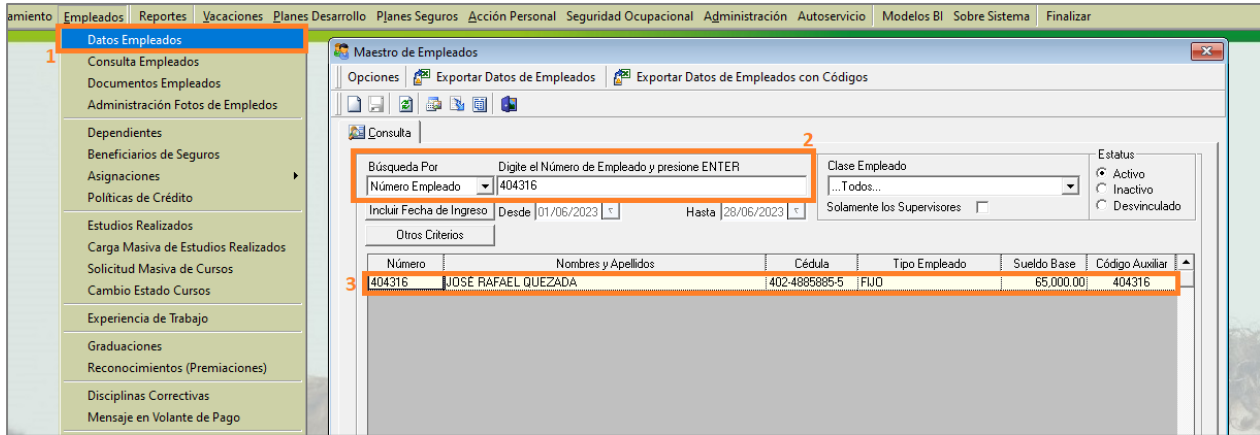 amiento Empleados Reportes Vacaciones Planes Desarrollo Planes Seguros Acción Personal Seguridad Ocupacional Administración Autoservicio Modelos BI Sobre Sistema Finalizar
1
Datos Empleados
Consulta Empleados
Documentos Empleados
Administración Fotos de Empledos
Dependientes
Beneficiarios de Seguros
Asignaciones
Políticas de Crédito
Estudios Realizados
Carga Masiva de Estudios Realizados
Solicitud Masiva de Cursos
Cambio Estado Cursos
Experiencia de Trabajo
Graduaciones
Reconocimientos (Premiaciones)
Disciplinas Correctivas
Mensaje en Volante de Pago
Maestro de Empleados
Opciones Exportar Datos de Empleados Exportar Datos de Empleados con Códigos
Consulta
2
Búsqueda Por Digite el Número de Empleado y presione ENTER
Número Empleado 404316
Incluir Fecha de Ingreso Desde 01/06/2023 Hasta 28/06/2023
Otros Criterios
Clase Empleado
...Todos...
Solamente los Supervisores
Estatus
Activo
Inactivo
Desvinculado
Número Nombres y Apellidos Cédula Tipo Empleado Sueldo Base Código Auxiliar
3 404316 JOSÉ RAFAEL QUEZADA 402-4885885-5 FIJO 65,000.00 404316